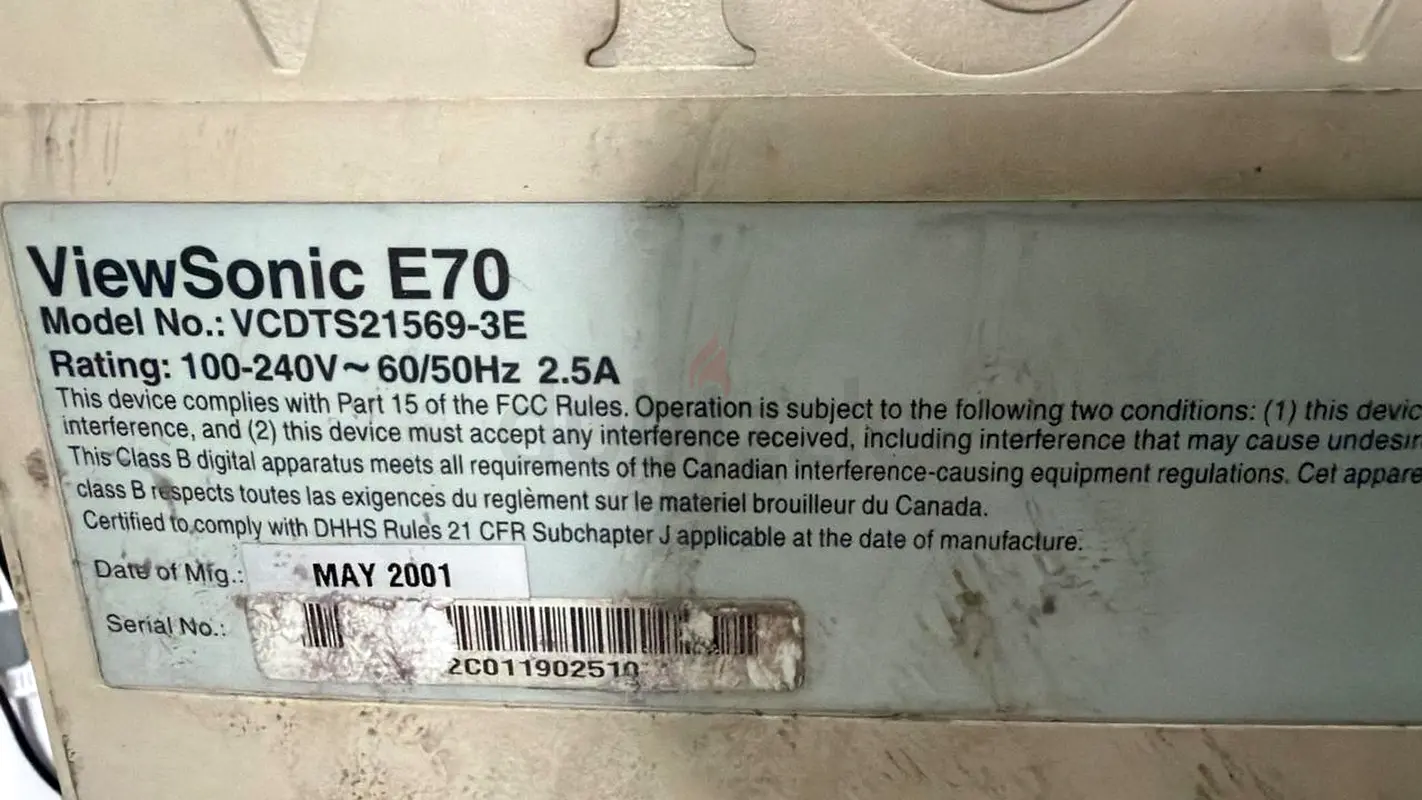 ViewSonic E70
Model No.: VCDTS21569-3E
Rating: 100-240V~60/50Hz 2.5A
This device complies with Part 15 of the FCC Rules. Operation is subject to the following two conditions: (1) this
interference, and (2) this device must accept any interference received, including interference that may cause
This Class B digital apparatus meets all requirements of the Canadian interference-causing equipment regulations. Cet
class B respects toutes las exigences du reglèment sur le materiel brouilleur du Canada.
Certified to comply with DHHS Rules 21 CFR Subchapter J applicable at the date of manufacture.
Date of Mfg.: MAY 2001
Serial No.:
2C011902510